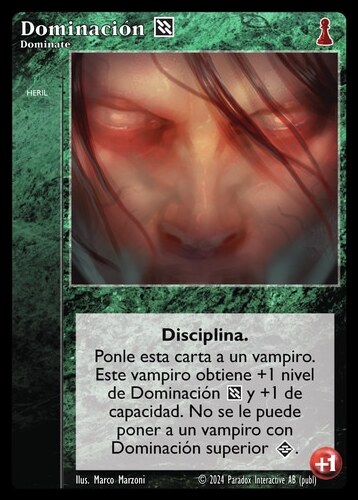 Dominación
Dominate
HERIL
Disciplina.
Ponle esta carta a un vampiro.
Este vampiro obtiene +1 nivel
de Dominación y +1 de
capacidad. No se le puede
poner a un vampiro con
Dominación superior .
+1
Ilus. Marco Marzoni © 2024 Paradox Interactive AB (publ)